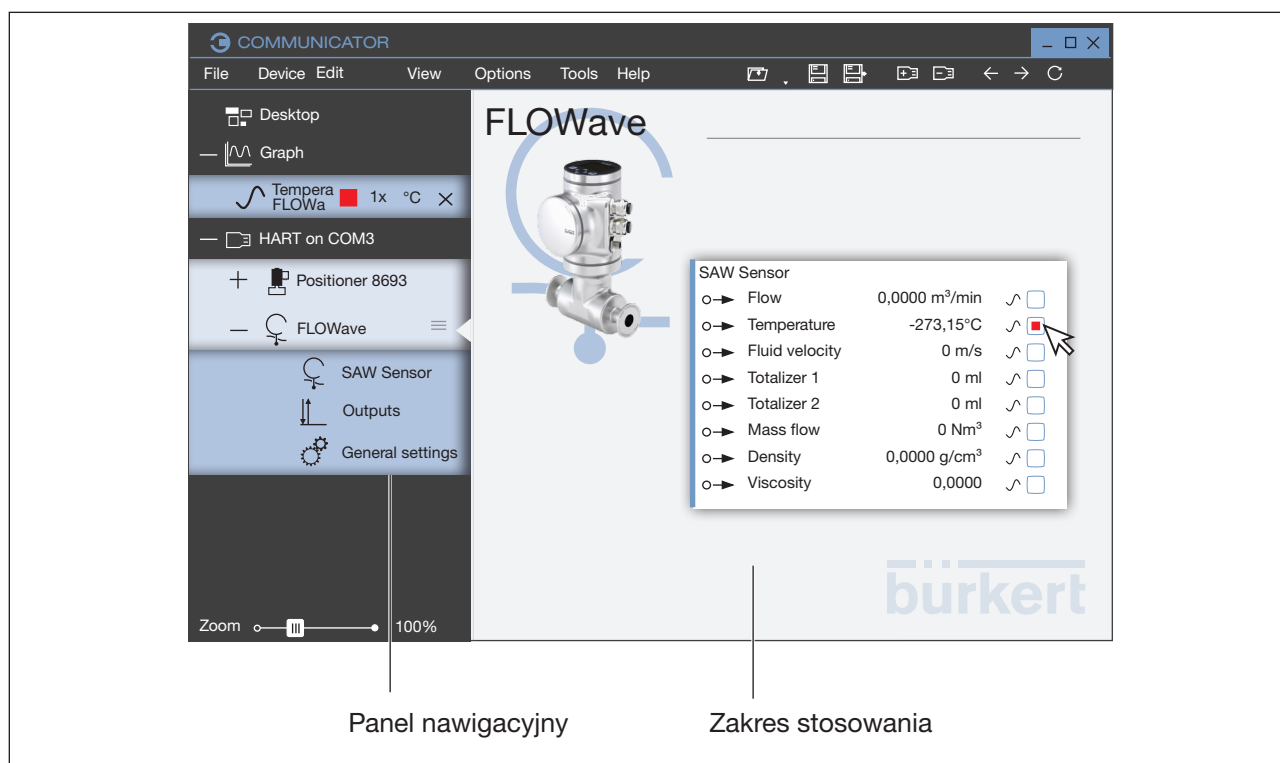 COMMUNICATOR
File Device Edit View Options Tools Help
Desktop
Graph
Tempera
FLOWa 1x °C
HART on COM3
Positioner 8693
FLOWave
SAW Sensor
Outputs
General settings
Zoom 100%
FLOWave
SAW Sensor
Flow 0,0000 m³/min
Temperature -273,15°C
Fluid velocity 0 m/s
Totalizer 1 0 ml
Totalizer 2 0 ml
Mass flow 0 Nm³
Density 0,0000 g/cm³
Viscosity 0,0000
bürkert
Panel nawigacyjny Zakres stosowania